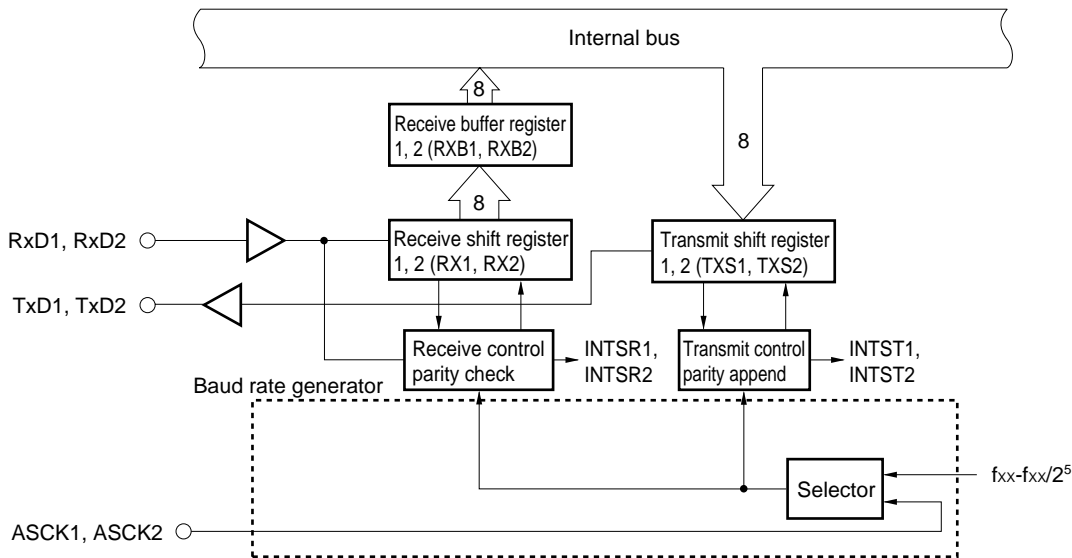 Internal bus
8
Receive buffer register
1, 2 (RXB1, RXB2)
8
8
RxD1, RxD2
Receive shift register
1, 2 (RX1, RX2)
Transmit shift register
1, 2 (TXS1, TXS2)
TxD1, TxD2
Receive control
parity check
INTSR1,
INTSR2
Transmit control
parity append
INTST1,
INTST2
Baud rate generator
Selector
fxx-fxx/2⁵
ASCK1, ASCK2